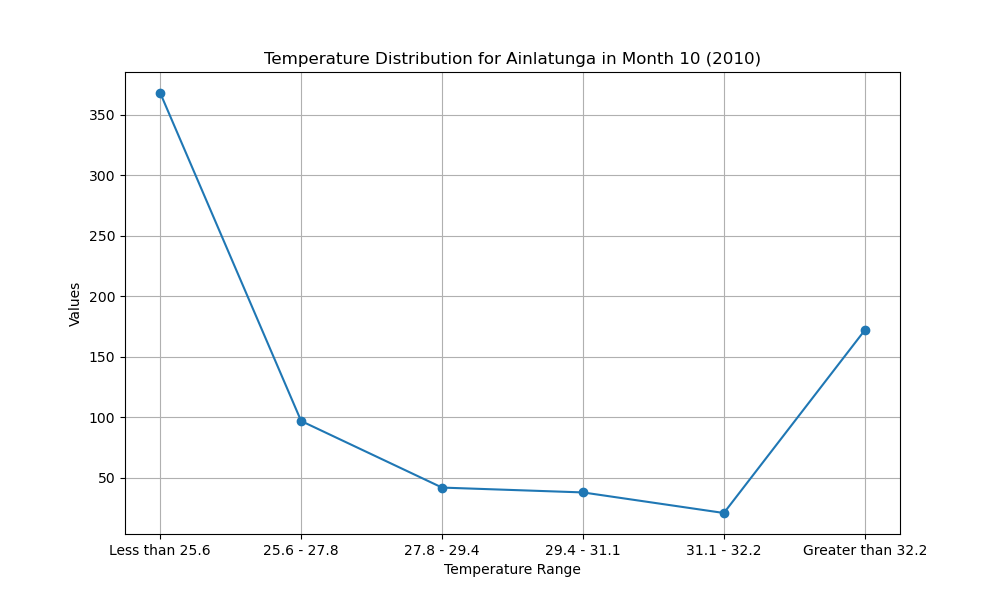 Temperature Distribution for Ainlatunga in Month 10 (2010)
Values
350
300
250
200
150
100
50
Less than 25.6 25.6 - 27.8 27.8 - 29.4 29.4 - 31.1 31.1 - 32.2 Greater than 32.2
Temperature Range